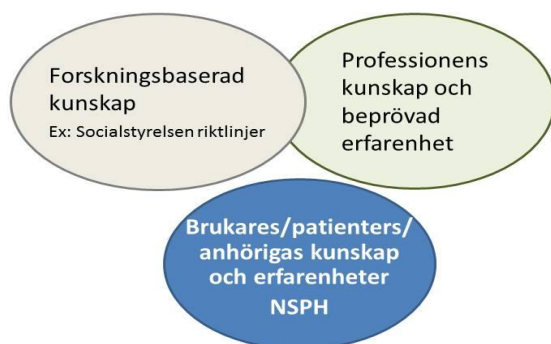 Forskningsbaserad
kunskap
Ex: Socialstyrelsen riktlinjer
Professionens
kunskap och
beprövad
erfarenhet
Brukares/patienters/
anhörigas kunskap
och erfarenheter
NSPH